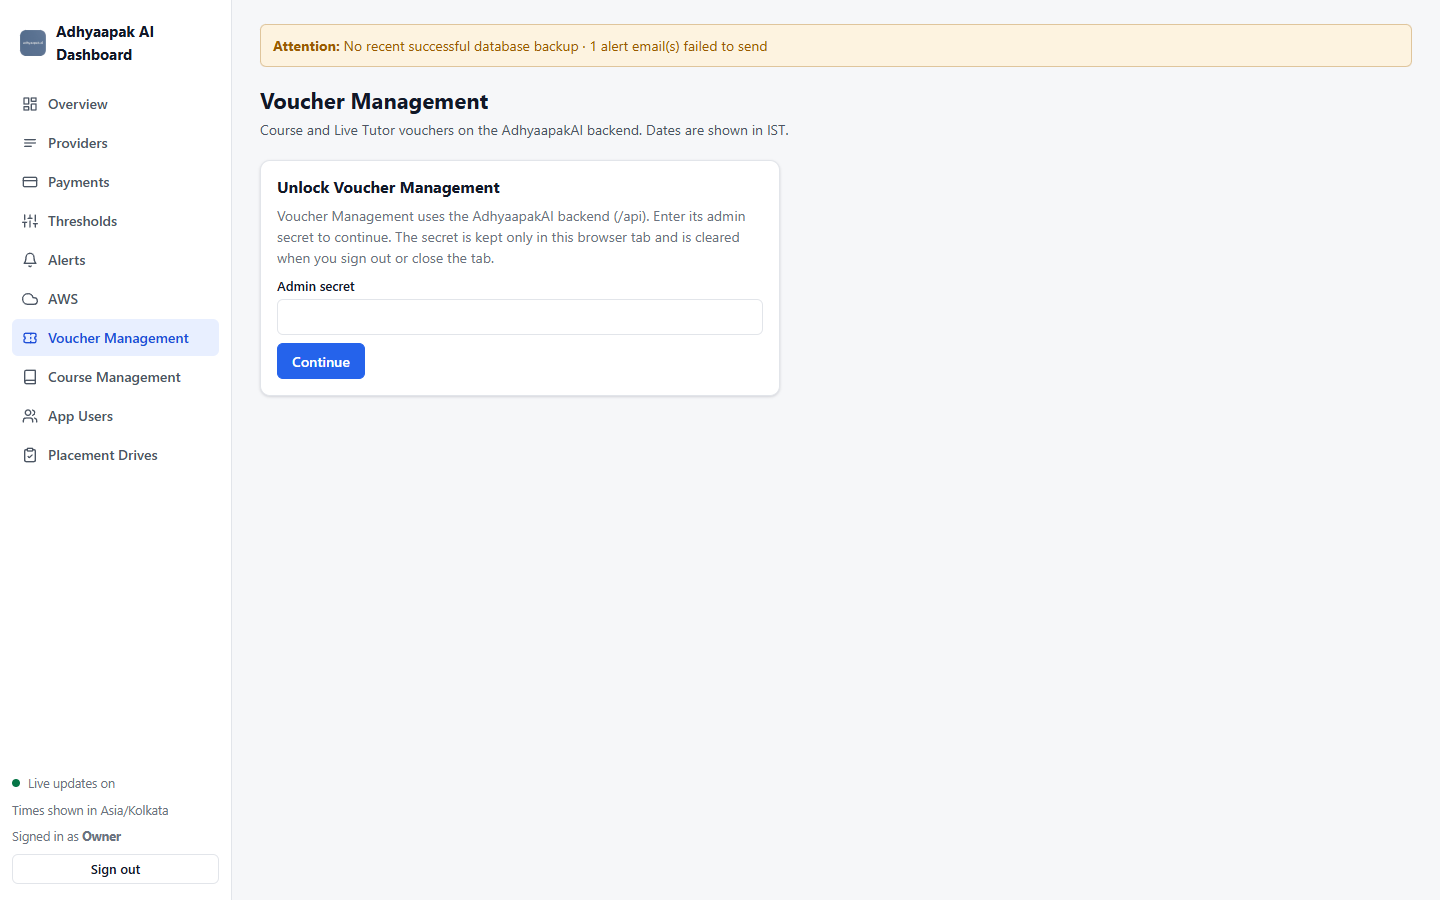 Adhyaapak AI
Dashboard
Overview
Providers
Payments
Thresholds
Alerts
AWS
Voucher Management
Course Management
App Users
Placement Drives
Live updates on
Times shown in Asia/Kolkata
Signed in as Owner
Sign out
Attention: No recent successful database backup · 1 alert email(s) failed to send
Voucher Management
Course and Live Tutor vouchers on the AdhyaapakAI backend. Dates are shown in IST.
Unlock Voucher Management
Voucher Management uses the AdhyaapakAI backend (/api). Enter its admin
secret to continue. The secret is kept only in this browser tab and is cleared
when you sign out or close the tab.
Admin secret
Continue